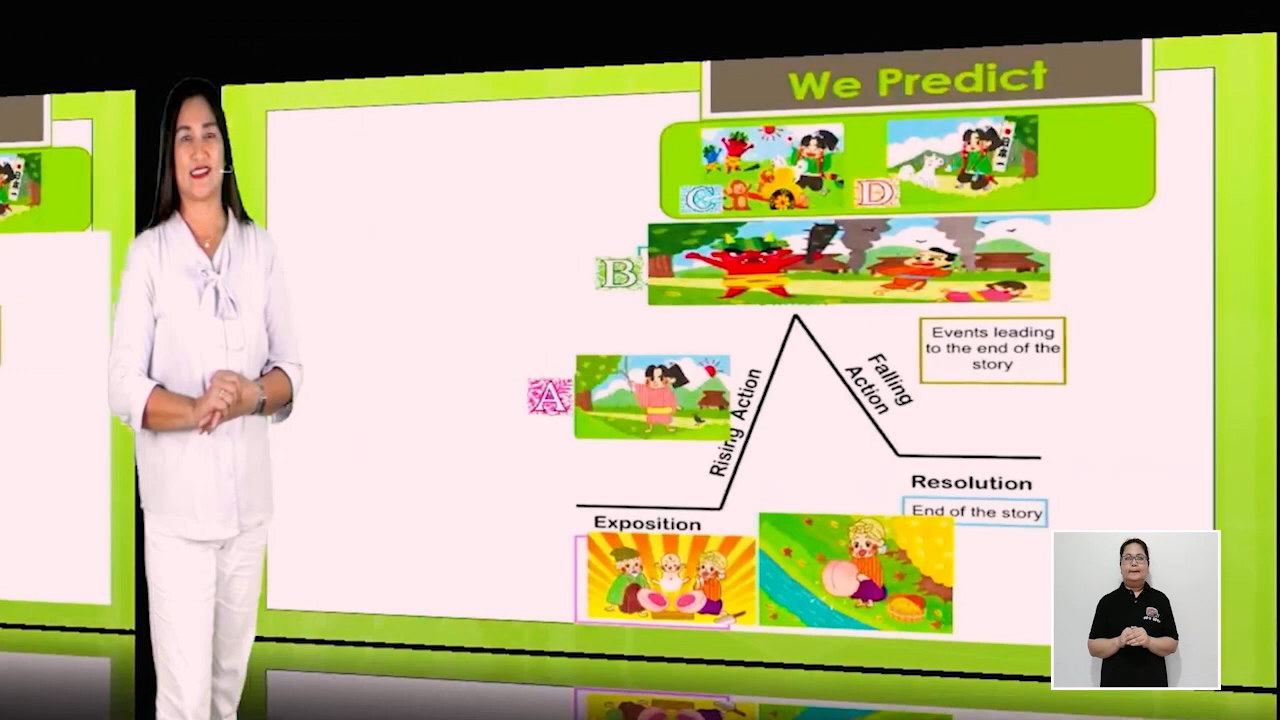 We Predict
C
D
B
A
Rising Action
Falling
Action
Events leading
to the end of the
story
Exposition
Resolution
End of the story